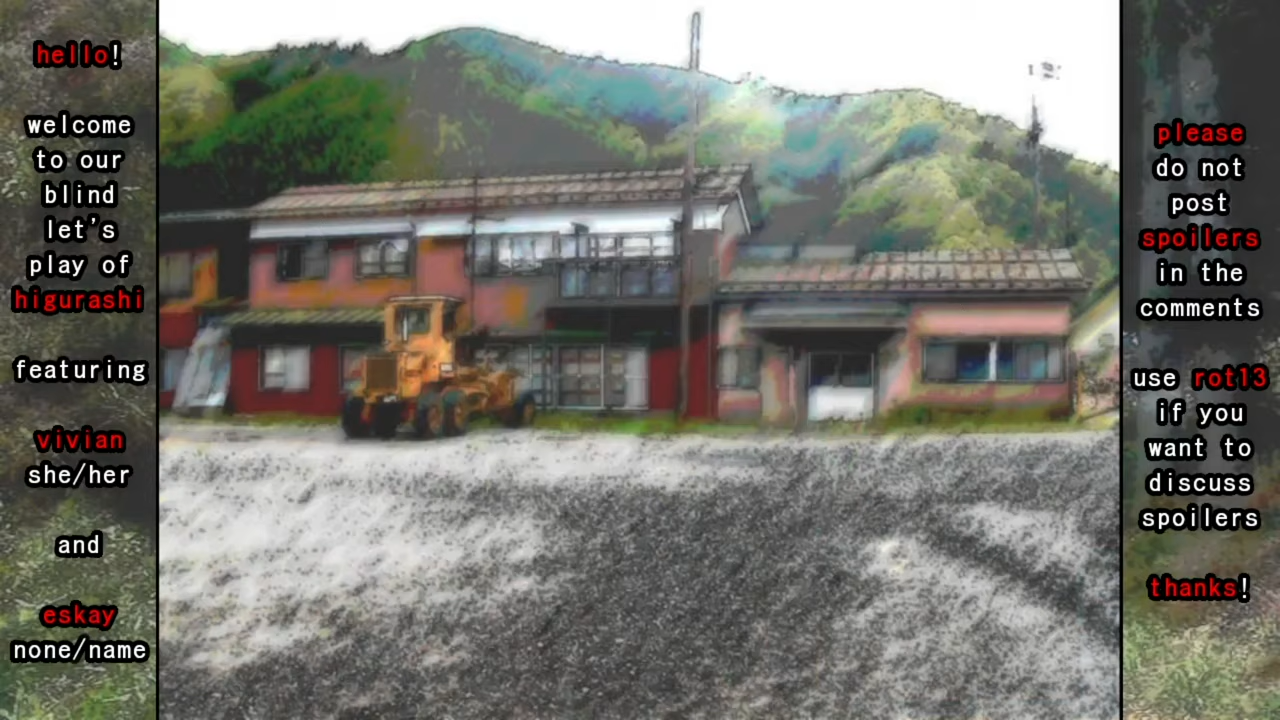 hello!
welcome
to our
blind
let's
play of
higurashi
featuring
vivian
she/her
and
eskay
none/name
please
do not
post
spoilers
in the
comments
use rot13
if you
want to
discuss
spoilers
thanks!